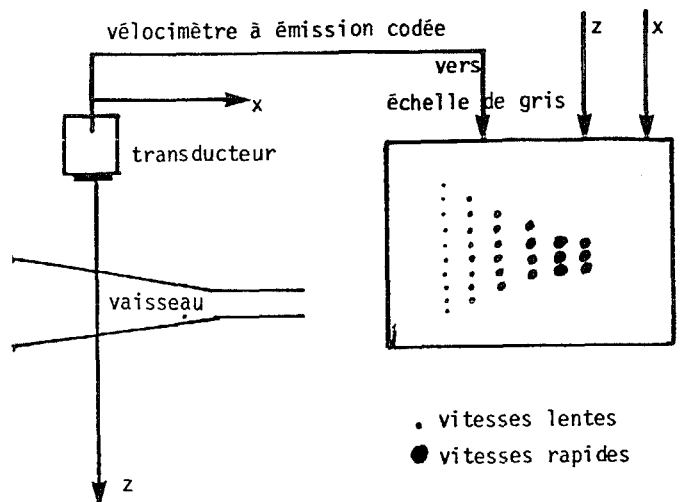 vélocimètre à émission codée
vers
échelle de gris
z
x
x
transducteur
vaisseau
z
. vitesses lentes
● vitesses rapides